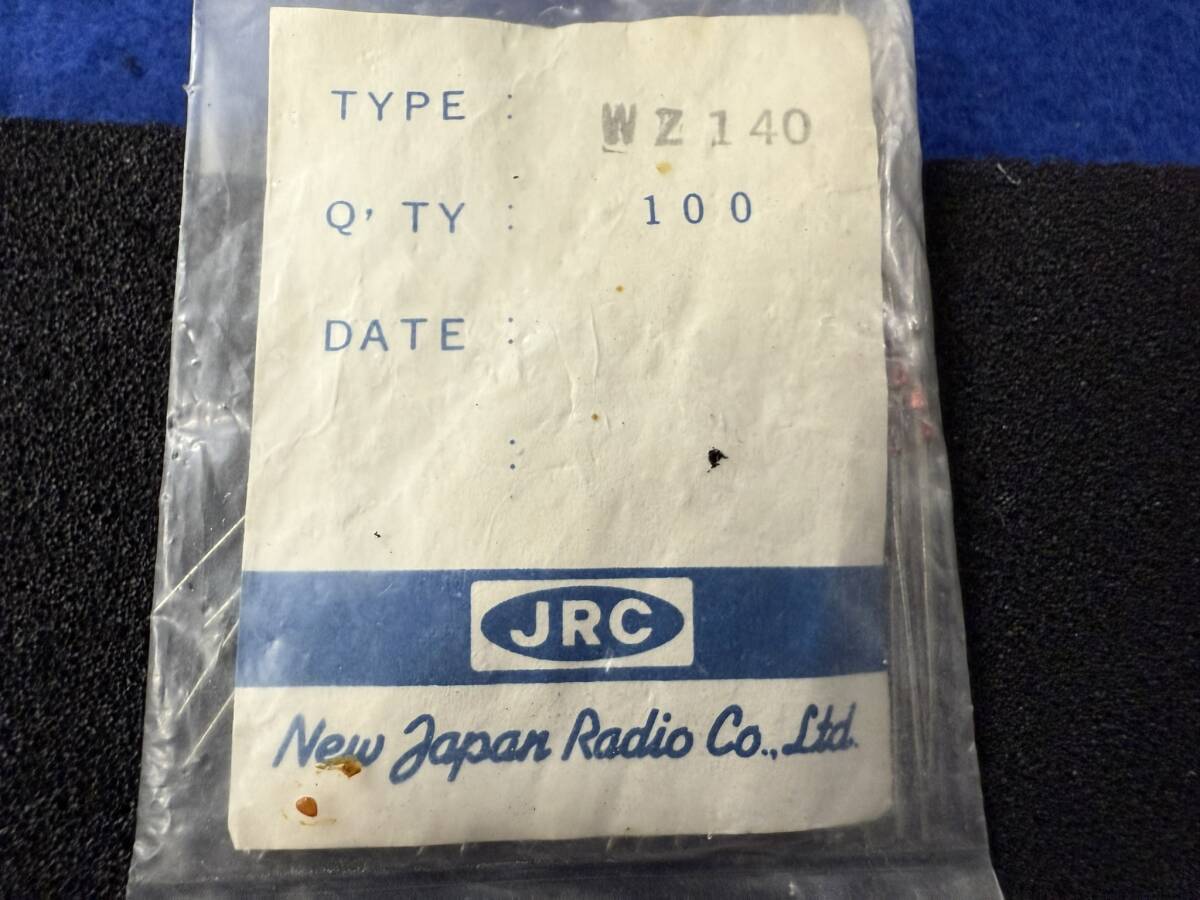 TYPE : WZ140
Q'TY : 100
DATE :
:
JRC
New Japan Radio Co., Ltd.